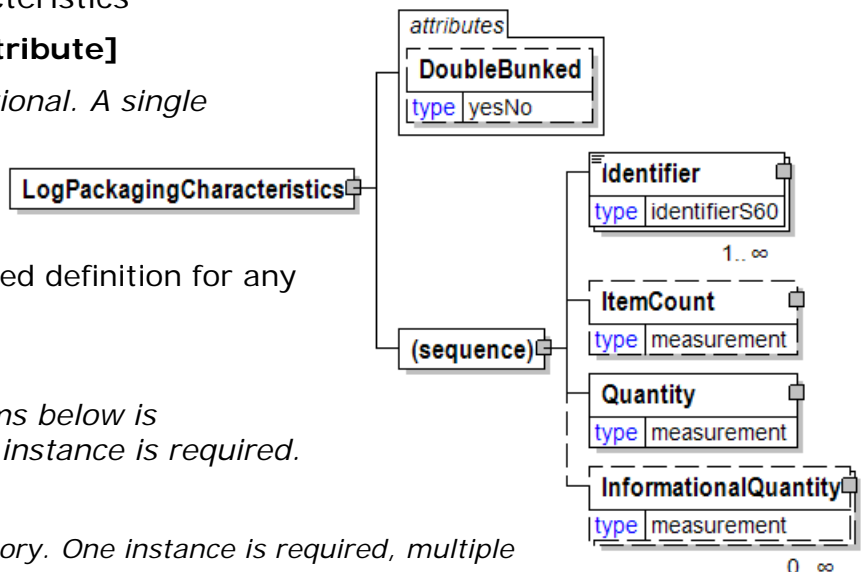 cteristics
tribute]
ional. A single
ed definition for any
ms below is
instance is required.
ory. One instance is required, multiple
attributes
DoubleBunked
type yesNo
LogPackagingCharacteristics
(sequence)
Identifier
type identifierS60
1.. ∞
ItemCount
type measurement
Quantity
type measurement
InformationalQuantity
type measurement
0.. ∞